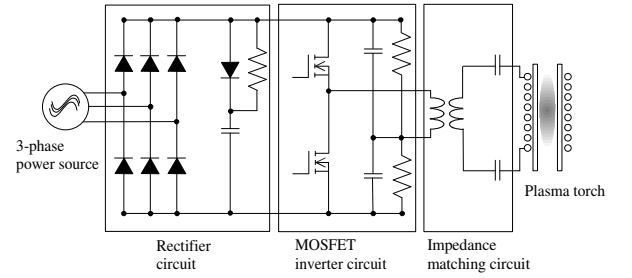 3-phase
power source
Rectifier
circuit
MOSFET
inverter circuit
Impedance
matching circuit
Plasma torch